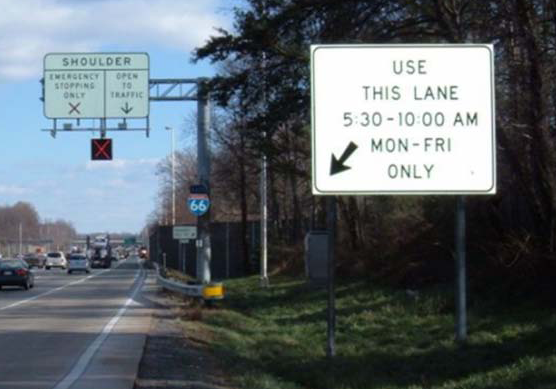 SHOULDER
EMERGENCY STOPPING ONLY
OPEN TO TRAFFIC
66
USE
THIS LANE
5:30-10:00 AM
MON-FRI
ONLY